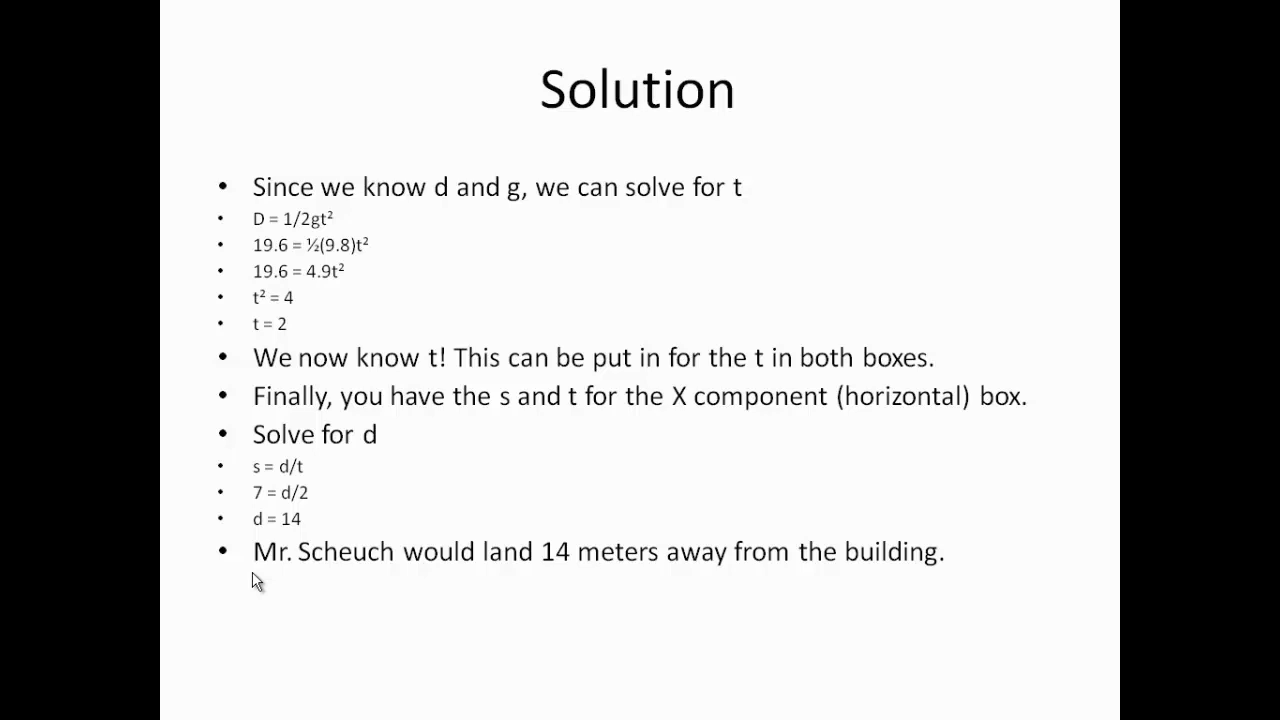 Solution
• Since we know d and g, we can solve for t
• D = 1/2gt²
• 19.6 = ½(9.8)t²
• 19.6 = 4.9t²
• t² = 4
• t = 2
• We now know t! This can be put in for the t in both boxes.
• Finally, you have the s and t for the X component (horizontal) box.
• Solve for d
• s = d/t
• 7 = d/2
• d = 14
• Mr. Scheuch would land 14 meters away from the building.